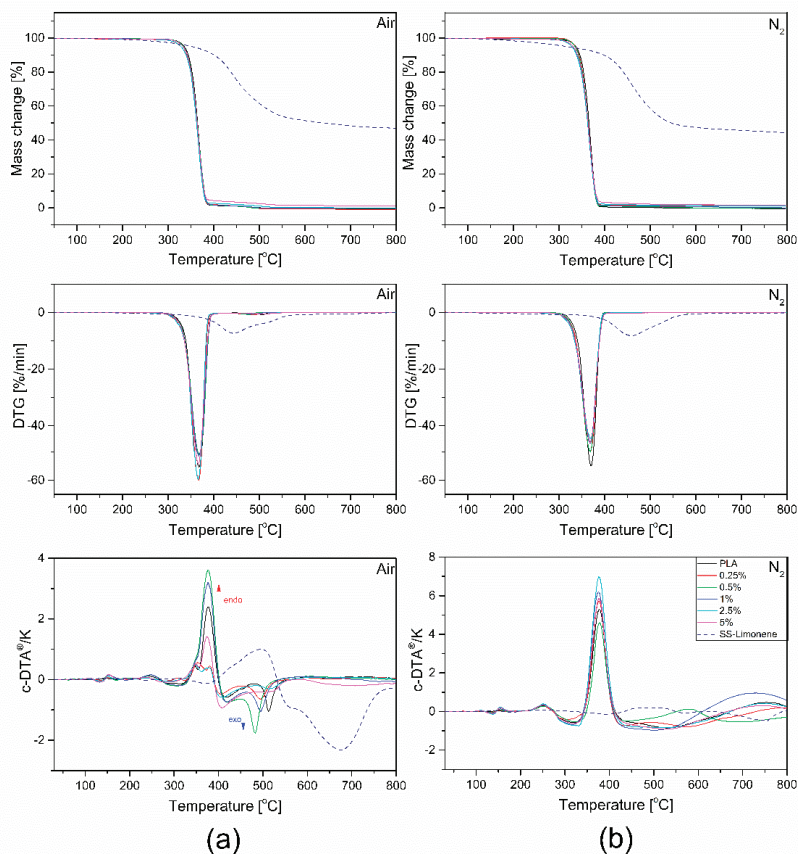 Air
Mass change [%]
100
80
60
40
20
0
100 200 300 400 500 600 700 800
Temperature [°C]
N2
Mass change [%]
100
80
60
40
20
0
100 200 300 400 500 600 700 800
Temperature [°C]
Air
DTG [%/min]
0
-20
-40
-60
100 200 300 400 500 600 700 800
Temperature [°C]
N2
DTG [%/min]
0
-20
-40
-60
100 200 300 400 500 600 700 800
Temperature [°C]
Air
c-DTA®/K
4
2
0
-2
endo
exo
100 200 300 400 500 600 700 800
Temperature [°C]
(a)
N2
c-DTA®/K
8
6
4
2
0
-2
PLA
0.25%
0.5%
1%
2.5%
5%
SS-Limonene
100 200 300 400 500 600 700 800
Temperature [°C]
(b)